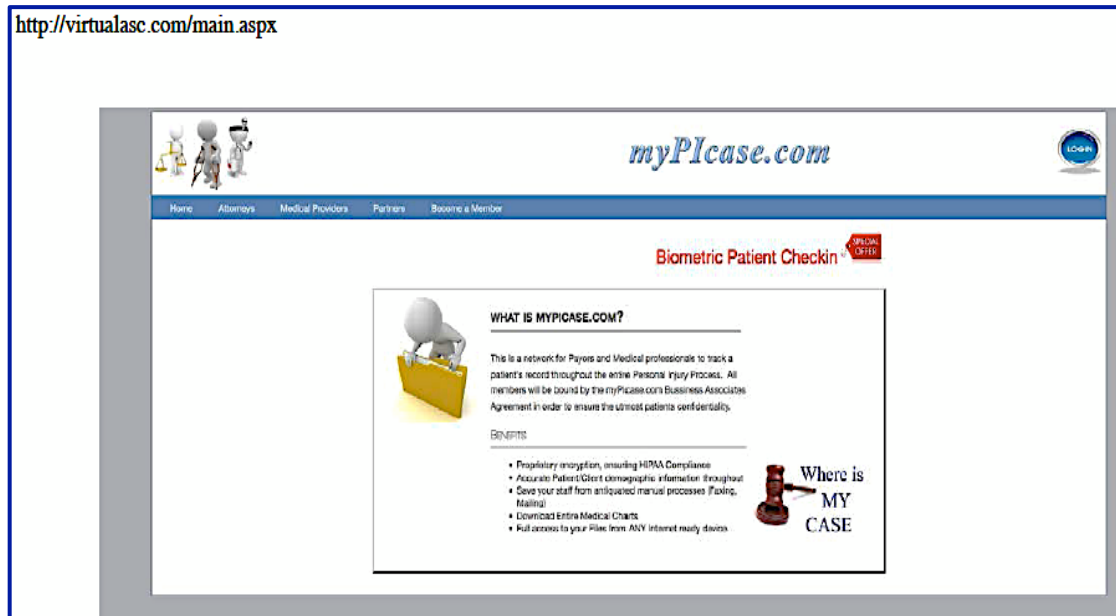 http://virtualasc.com/main.aspx
myPIcase.com
LOGIN
Home Attorneys Medical Providers Partners Become a Member
Biometric Patient Checkin
SPECIAL
OFFER
WHAT IS MYPICASE.COM?
This is a network for Payors and Medical professionals to track a
patient's record throughout the entire Personal Injury Process. All
members will be bound by the myPIcase.com Bussiness Associates
Agreement in order to ensure the utmost patients confidentiality.
BENEFITS
• Proprietary encryption, ensuring HIPAA Compliance
• Accurate Patient/Client demographic information throughout
• Save your staff from antiquated manual processes (Faxing,
Mailing)
• Download Entire Medical Charts
• Full access to your Files from ANY Internet ready device
Where is
MY
CASE